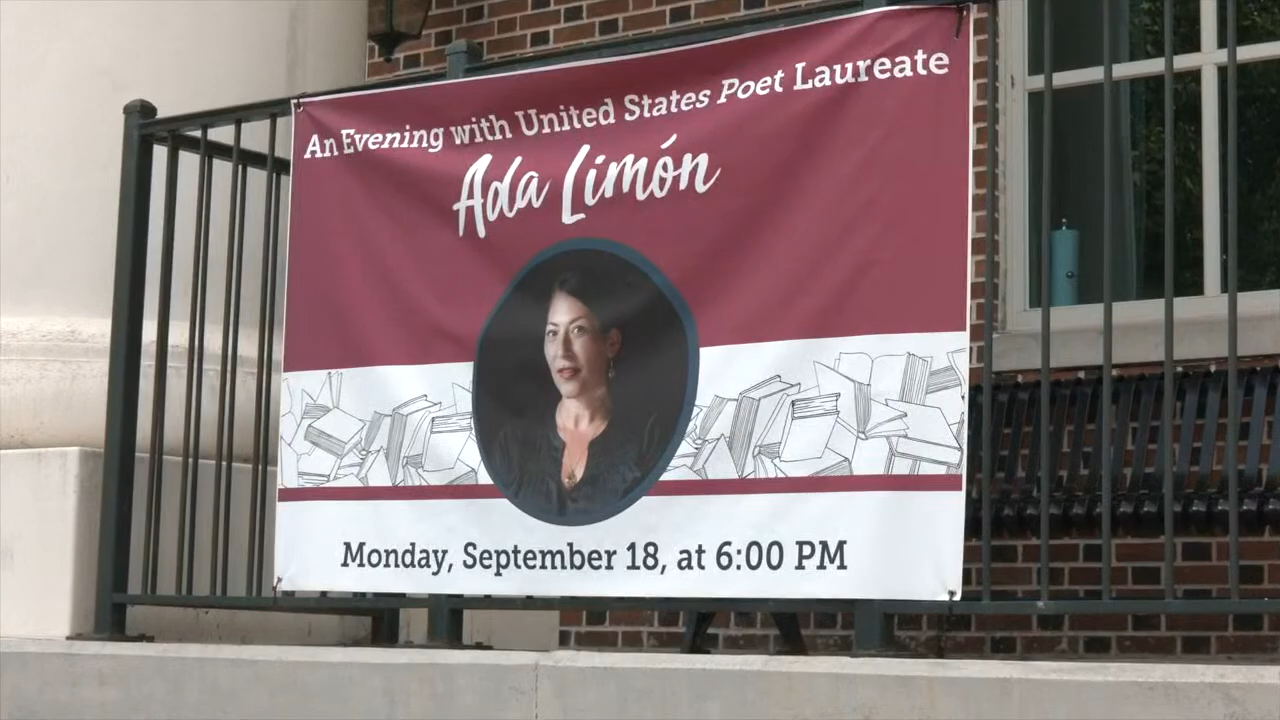 An Evening with United States Poet Laureate
Ada Limón
Monday, September 18, at 6:00 PM